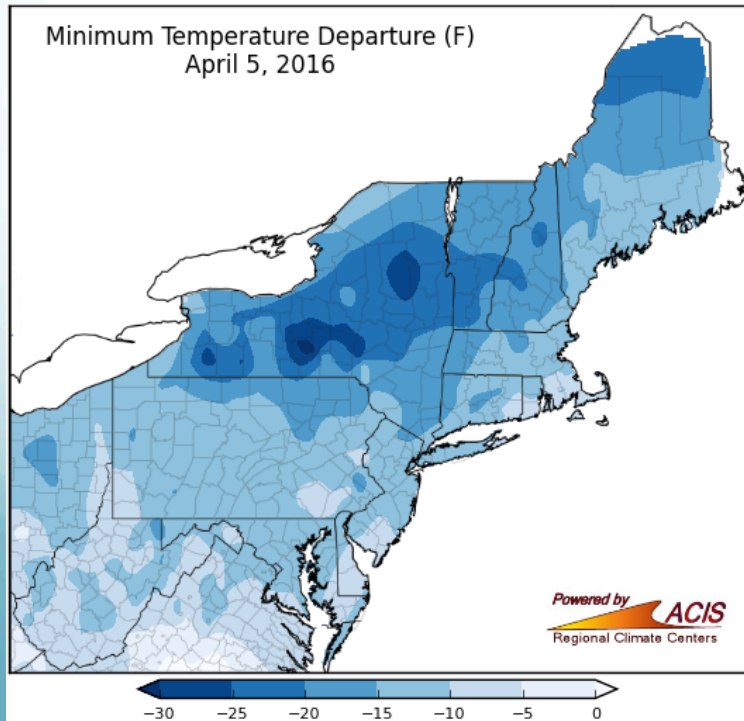 Minimum Temperature Departure (F)
April 5, 2016
Powered by
ACIS
Regional Climate Centers
−30 −25 −20 −15 −10 −5 0